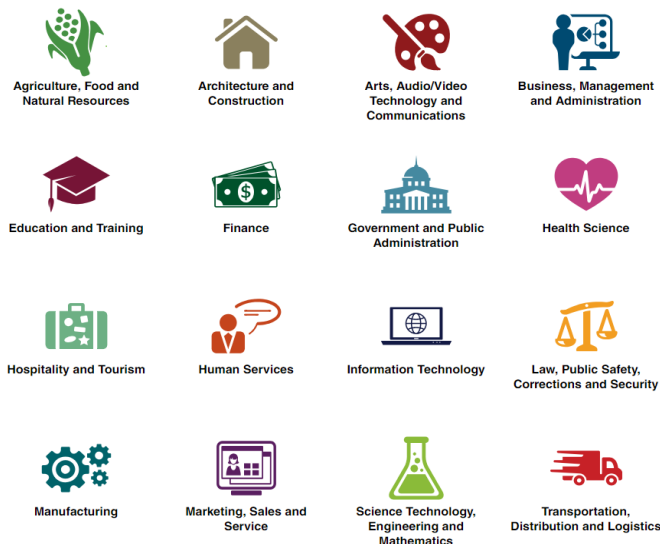 Agriculture, Food and
Natural Resources
Architecture and
Construction
Arts, Audio/Video
Technology and
Communications
Business, Management
and Administration
Education and Training
$
Finance
Government and Public
Administration
Health Science
Hospitality and Tourism
Human Services
Information Technology
Law, Public Safety,
Corrections and Security
Manufacturing
Marketing, Sales and
Service
Science Technology,
Engineering and
Mathematics
Transportation,
Distribution and Logistics